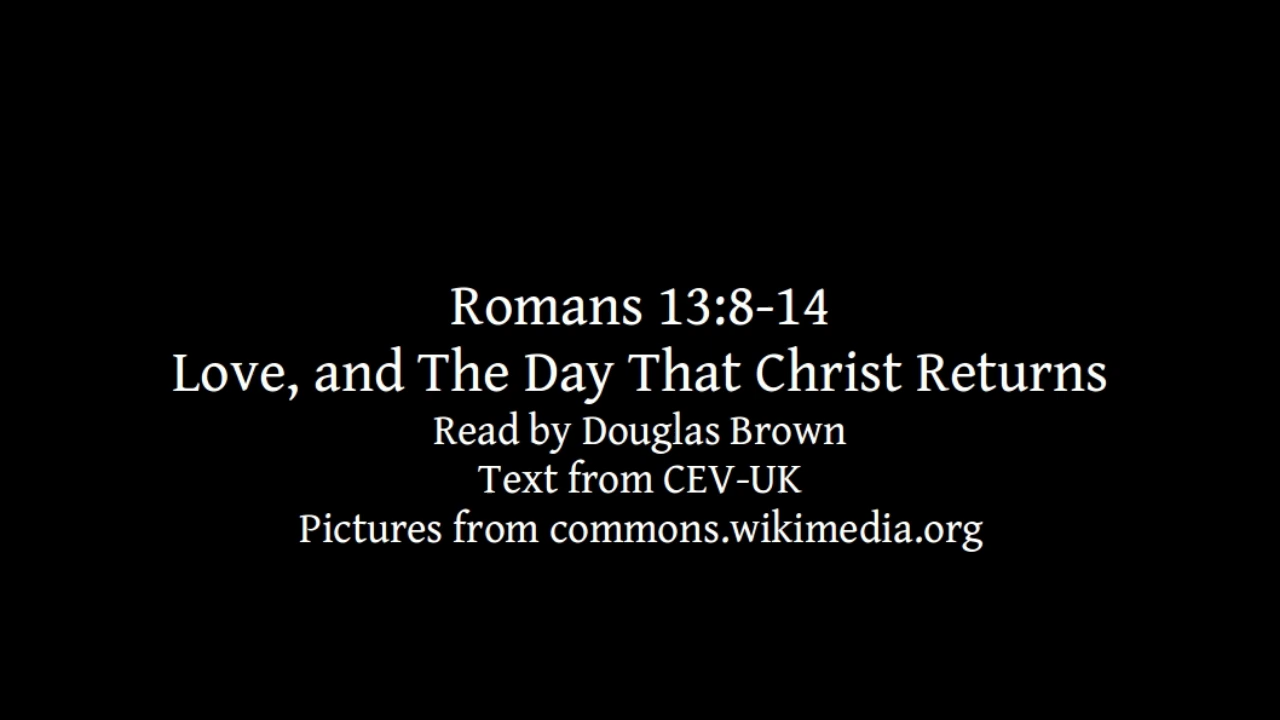 Romans 13:8-14
Love, and The Day That Christ Returns
Read by Douglas Brown
Text from CEV-UK
Pictures from commons.wikimedia.org